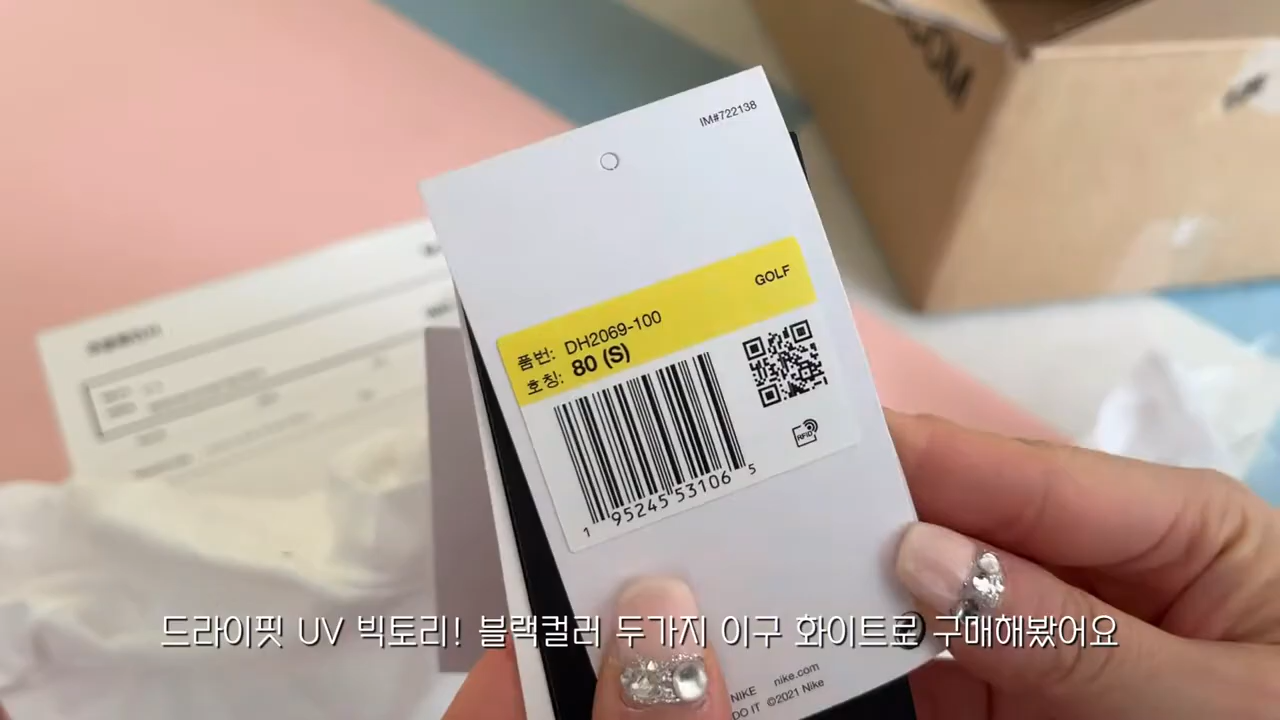 IM#722138
GOLF
품번: DH2069-100
호칭: 80 (S)
RFID
1 95245 53106 5
드라이핏 UV 빅토리! 블랙컬러 두가지 이구 화이트로 구매해봤어요
NIKE nike.com
DO IT ©2021 Nike